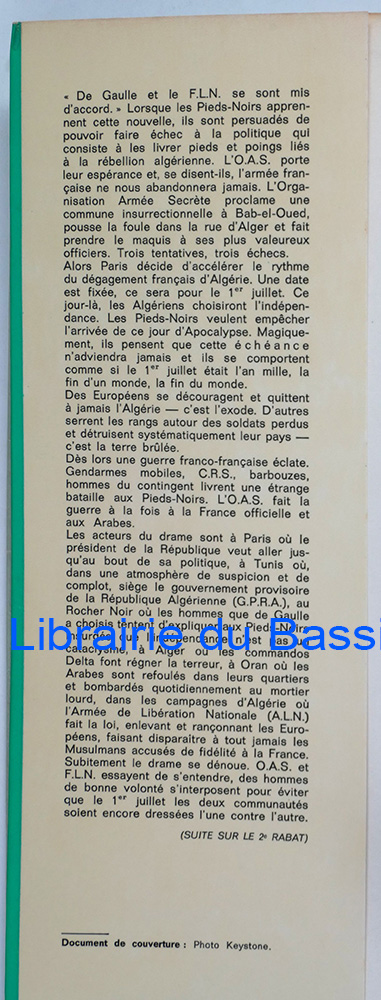 « De Gaulle et le F.L.N. se sont mis
d'accord. » Lorsque les Pieds-Noirs appren-
nent cette nouvelle, ils sont persuadés de
pouvoir faire échec à la politique qui
consiste à les livrer pieds et poings liés
à la rébellion algérienne. L'O.A.S. porte
leur espérance et, se disent-ils, l'armée fran-
çaise ne nous abandonnera jamais. L'Orga-
nisation Armée Secrète proclame une
commune insurrectionnelle à Bab-el-Oued,
pousse la foule dans la rue d'Alger et fait
prendre le maquis à ses plus valeureux
officiers. Trois tentatives, trois échecs.
Alors Paris décide d'accélérer le rythme
du dégagement français d'Algérie. Une date
est fixée, ce sera pour le 1er juillet. Ce
jour-là, les Algériens choisiront l'indépen-
dance. Les Pieds-Noirs veulent empêcher
l'arrivée de ce jour d'Apocalypse. Magique-
ment, ils pensent que cette échéance
n'adviendra jamais et ils se comportent
comme si le 1er juillet était l'an mille, la
fin d'un monde, la fin du monde.
Des Européens se découragent et quittent
à jamais l'Algérie — c'est l'exode. D'autres
serrent les rangs autour des soldats perdus
et détruisent systématiquement leur pays —
c'est la terre brûlée.
Dès lors une guerre franco-française éclate.
Gendarmes mobiles, C.R.S., barbouzes,
hommes du contingent livrent une étrange
bataille aux Pieds-Noirs. L'O.A.S. fait la
guerre à la fois à la France officielle et
aux Arabes.
Les acteurs du drame sont à Paris où le
président de la République veut aller jus-
qu'au bout de sa politique, à Tunis où,
dans une atmosphère de suspicion et de
complot, siège le gouvernement provisoire
de la République Algérienne (G.P.R.A.), au
Rocher Noir où les hommes que de Gaulle
a choisis tentent d'expliquer aux Pieds-Noirs
insurgés que l'indépendance n'est pas un
Librairie du Bassi
cataclysme, à Alger où les commandos
Delta font régner la terreur, à Oran où les
Arabes sont refoulés dans leurs quartiers
et bombardés quotidiennement au mortier
lourd, dans les campagnes d'Algérie où
l'Armée de Libération Nationale (A.L.N.)
fait la loi, enlevant et rançonnant les Euro-
péens, faisant disparaître à tout jamais les
Musulmans accusés de fidélité à la France.
Subitement le drame se dénoue. O.A.S. et
F.L.N. essayent de s'entendre, des hommes
de bonne volonté s'interposent pour éviter
que le 1er juillet les deux communautés
soient encore dressées l'une contre l'autre.
(SUITE SUR LE 2e RABAT)
Document de couverture : Photo Keystone.